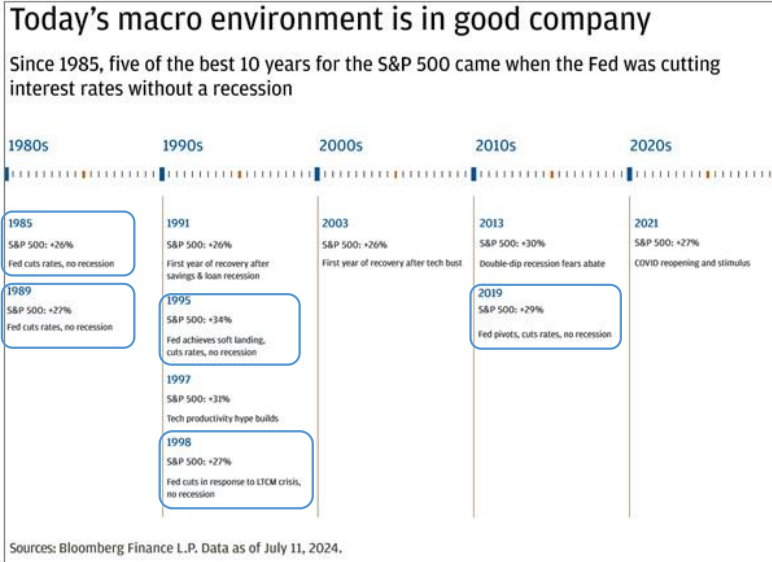 Today's macro environment is in good company
Since 1985, five of the best 10 years for the S&P 500 came when the Fed was cutting
interest rates without a recession
1980s
1990s
2000s
2010s
2020s
1985
S&P 500: +26%
Fed cuts rates, no recession
1989
S&P 500: +27%
Fed cuts rates, no recession
1991
S&P 500: +26%
First year of recovery after
savings & loan recession
1995
S&P 500: +34%
Fed achieves soft landing,
cuts rates, no recession
1997
S&P 500: +31%
Tech productivity hype builds
1998
S&P 500: +27%
Fed cuts in response to LTCM crisis,
no recession
2003
S&P 500: +26%
First year of recovery after tech bust
2013
S&P 500: +30%
Double-dip recession fears abate
2019
S&P 500: +29%
Fed pivots, cuts rates, no recession
2021
S&P 500: +27%
COVID reopening and stimulus
Sources: Bloomberg Finance L.P. Data as of July 11, 2024.